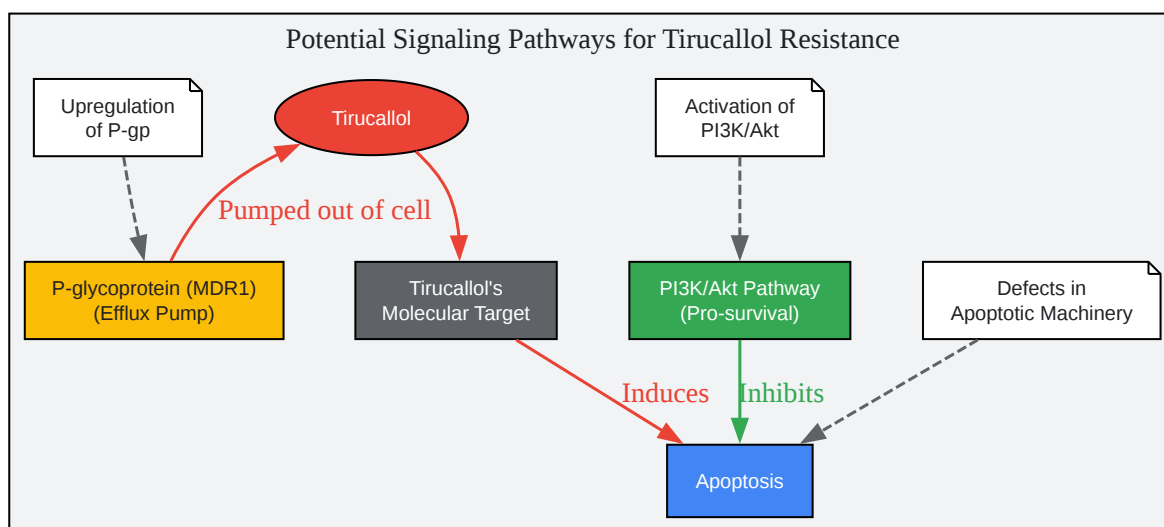 Potential Signaling Pathways for Tirucallol Resistance
Upregulation
of P-gp
Tirucallol
Activation of
PI3K/Akt
Pumped out of cell
P-glycoprotein (MDR1)
(Efflux Pump)
Tirucallol's
Molecular Target
PI3K/Akt Pathway
(Pro-survival)
Defects in
Apoptotic Machinery
Induces
Inhibits
Apoptosis